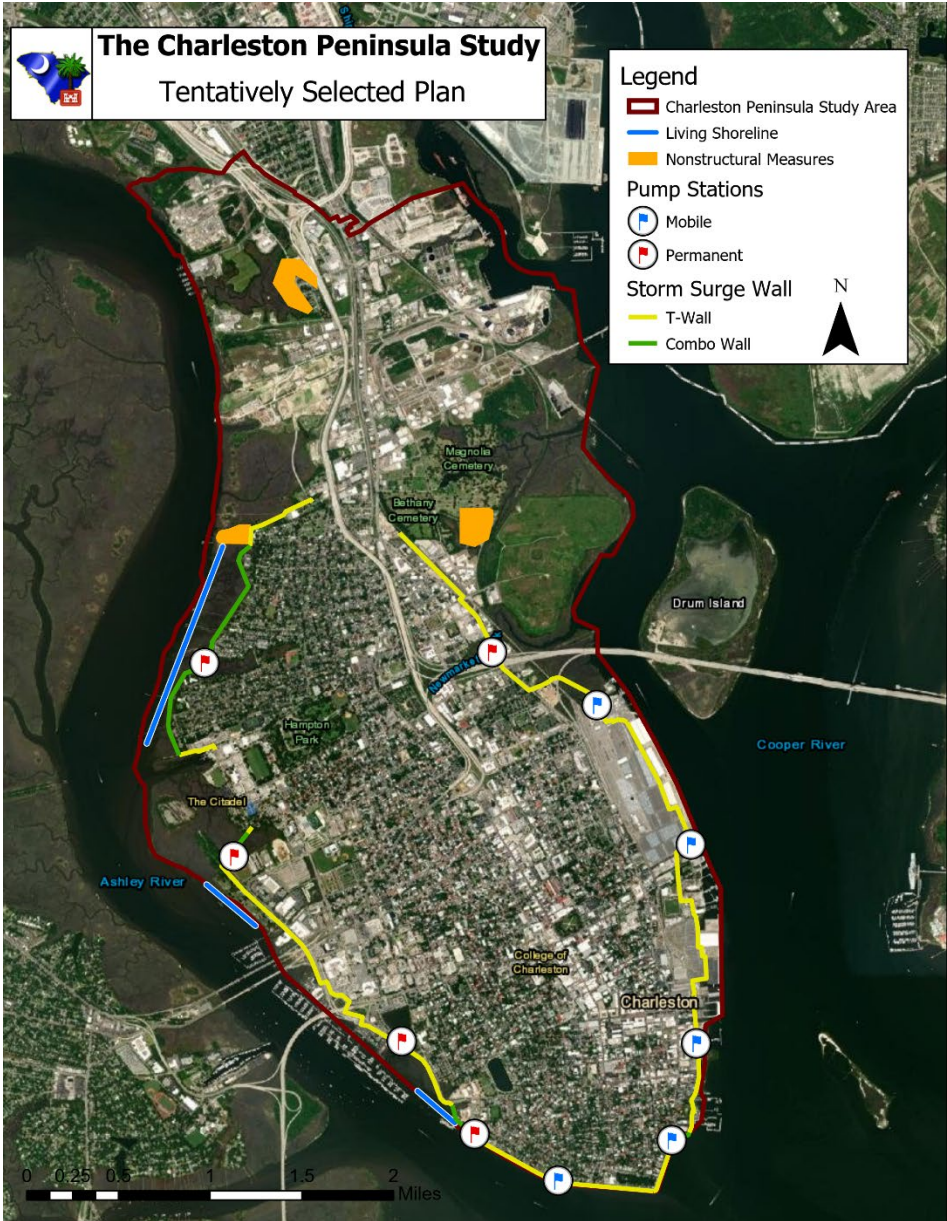 The Charleston Peninsula Study
Tentatively Selected Plan
Legend
Charleston Peninsula Study Area
Living Shoreline
Nonstructural Measures
Pump Stations
Mobile
Permanent
Storm Surge Wall
T-Wall
Combo Wall
N
Magnolia
Cemetery
Bethany
Cemetery
Drum Island
Newmarket
Hampton
Park
Cooper River
The Citadel
Ashley River
College of
Charleston
Charleston
0 0.25 0.5 1 1.5 2
Miles